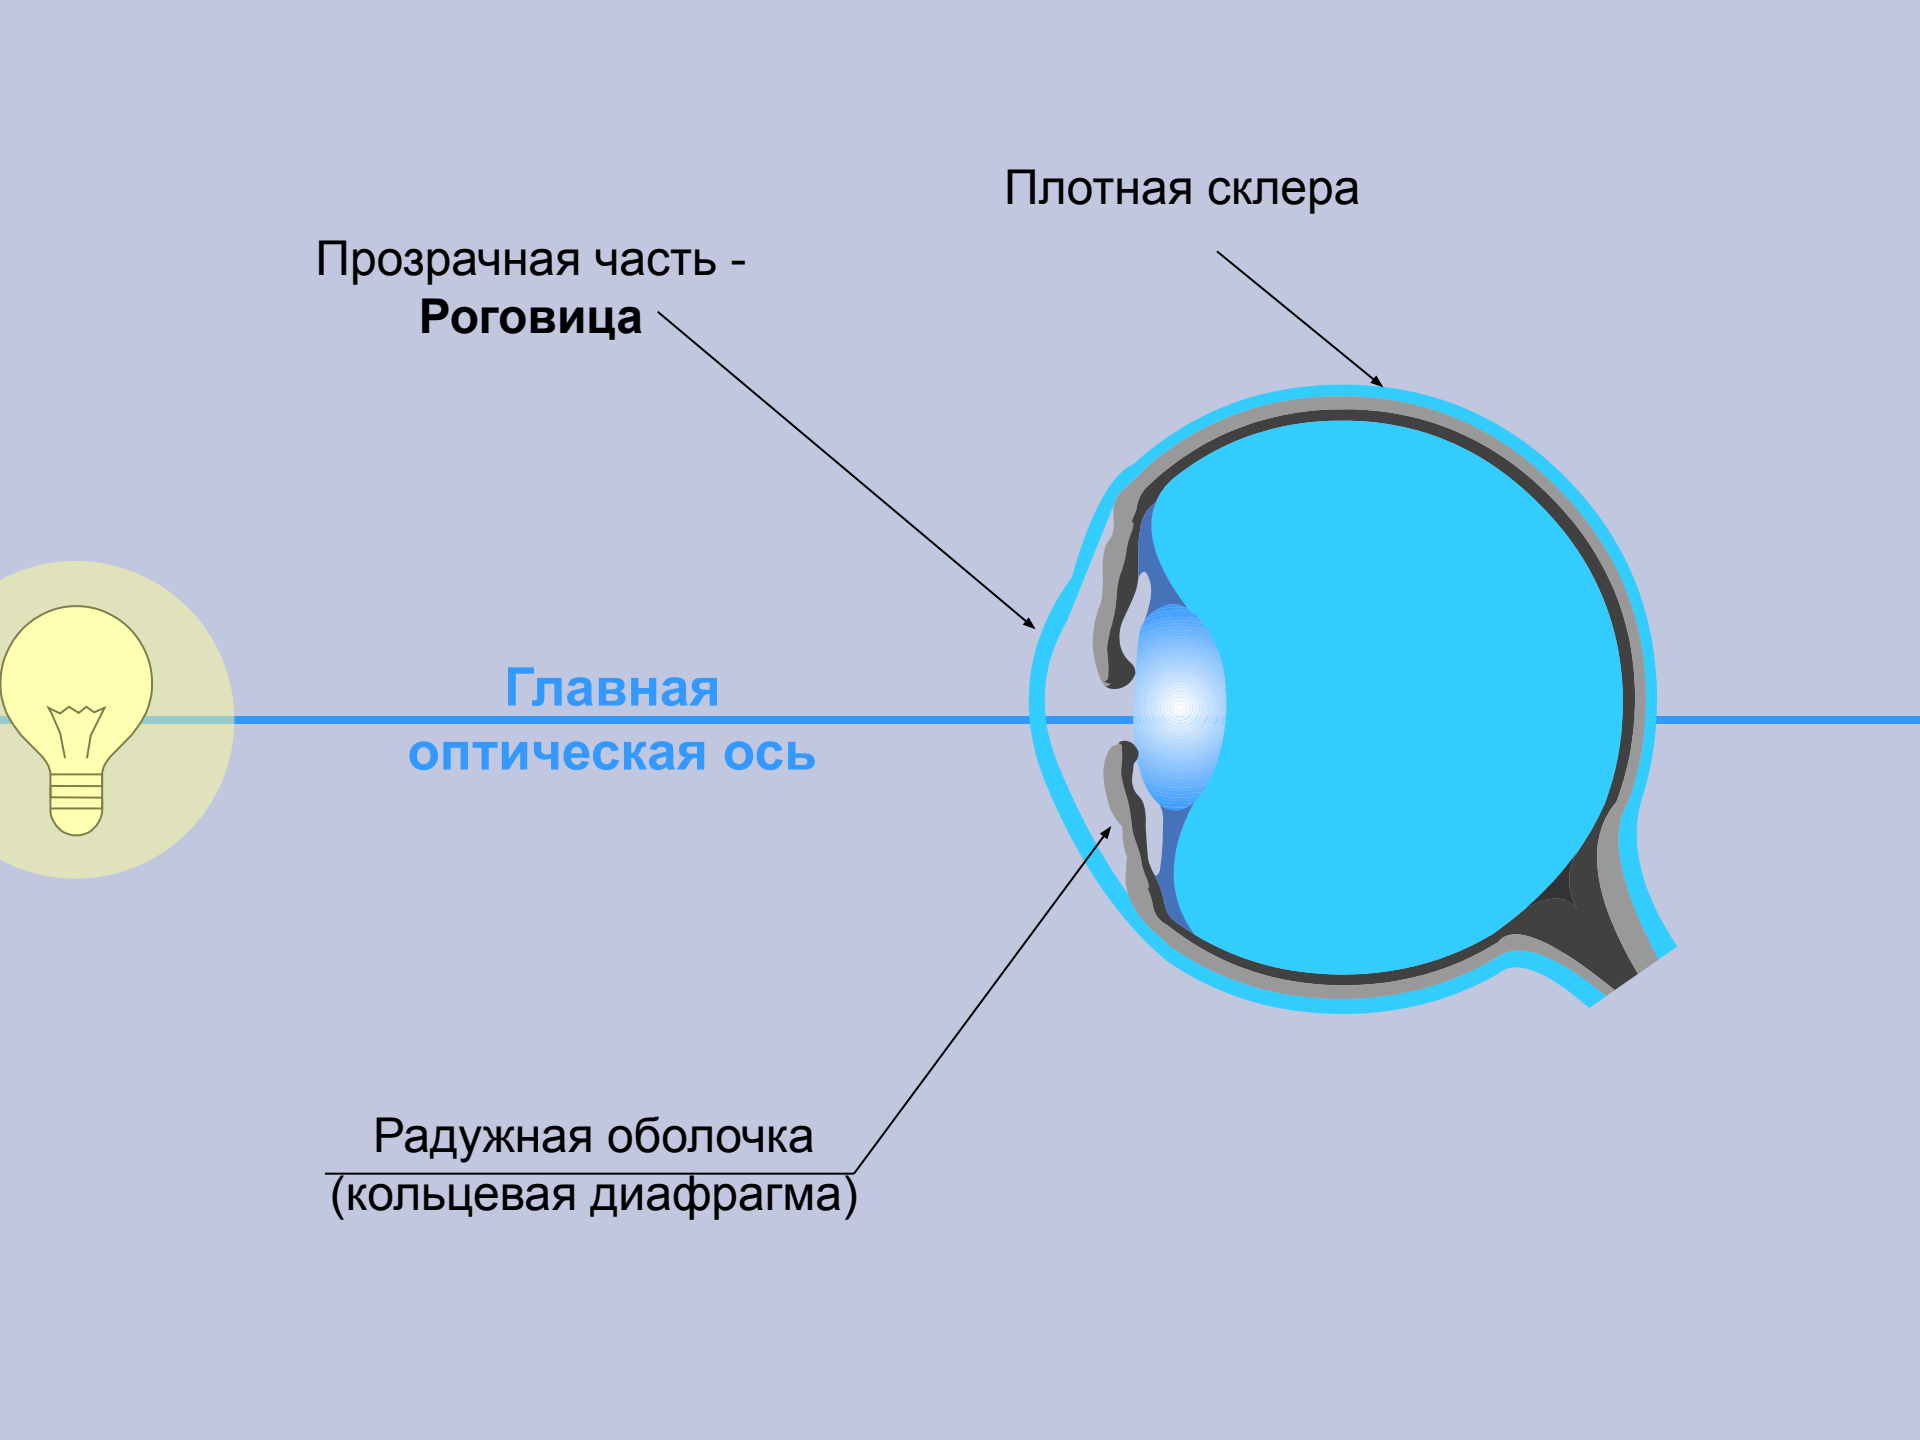 Плотная склера
Прозрачная часть -
Роговица
Главная
оптическая ось
Радужная оболочка
(кольцевая диафрагма)